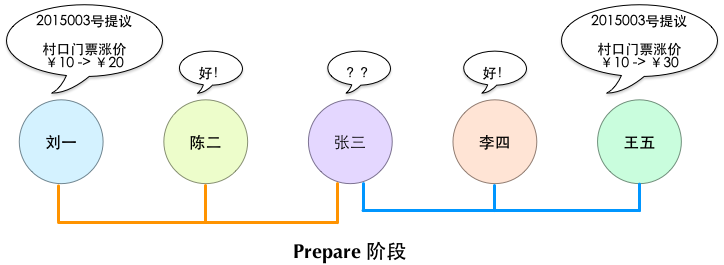 2015003号提议
村口门票涨价
￥10 -> ￥20
好！
？？
好！
2015003号提议
村口门票涨价
￥10 -> ￥30
刘一
陈二
张三
李四
王五
Prepare 阶段